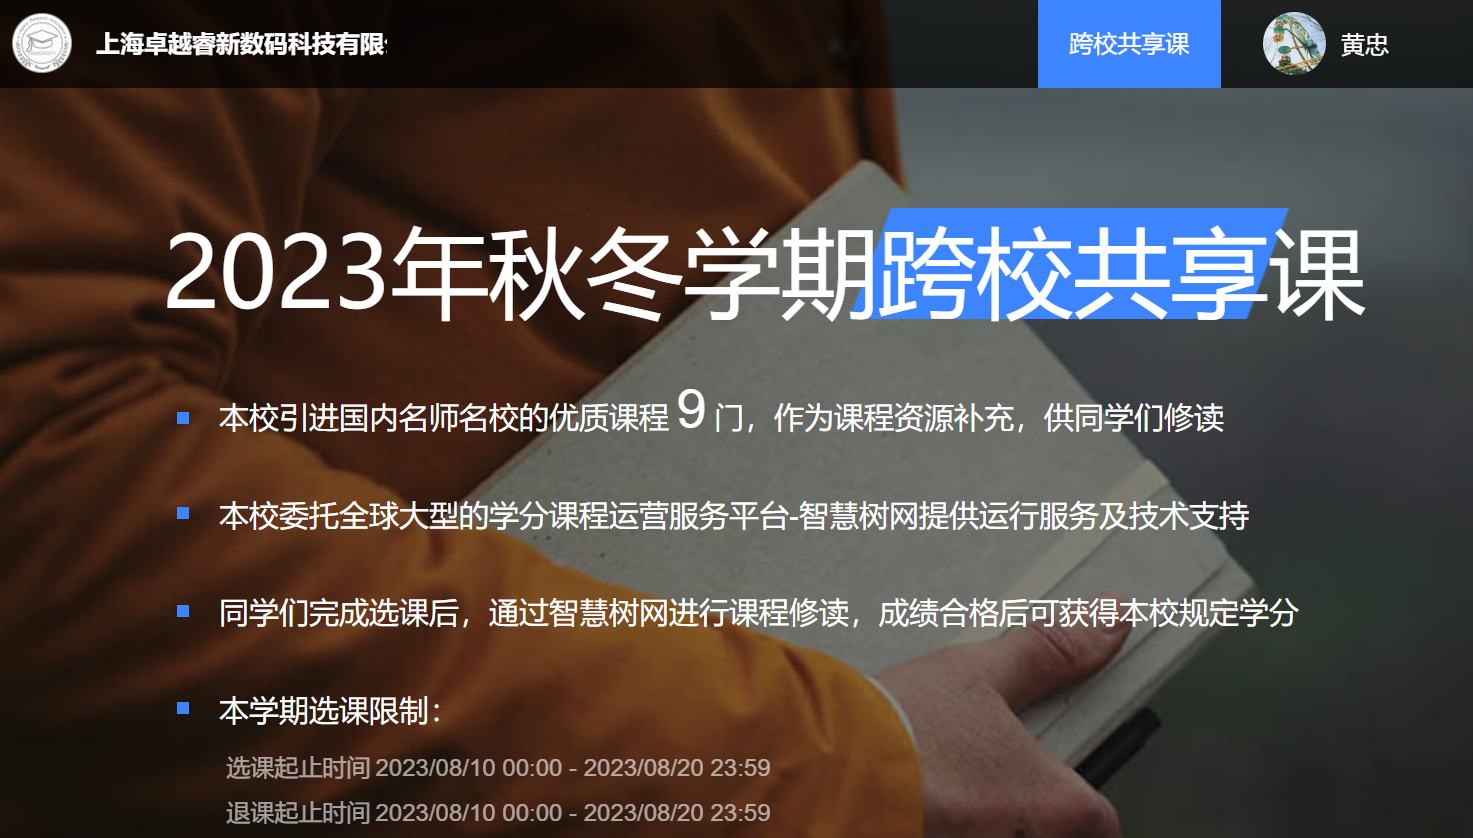 上海卓越睿新数码科技有限
跨校共享课
黄忠
2023年秋冬学期跨校共享课
本校引进国内名师名校的优质课程 9 门，作为课程资源补充，供同学们修读
本校委托全球大型的学分课程运营服务平台-智慧树网提供运行服务及技术支持
同学们完成选课后，通过智慧树网进行课程修读，成绩合格后可获得本校规定学分
本学期选课限制：
选课起止时间 2023/08/10 00:00 - 2023/08/20 23:59
退课起止时间 2023/08/10 00:00 - 2023/08/20 23:59